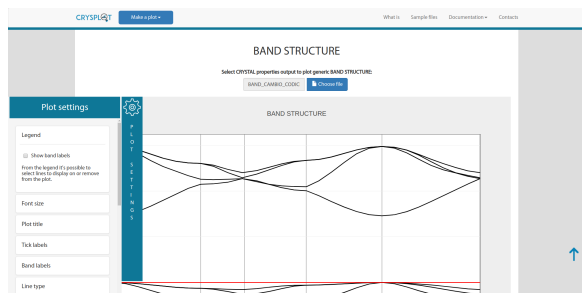 CRYSPLOT
Make a plot
What is
Sample files
Documentation
Contacts
BAND STRUCTURE
Select CRYSTAL properties output to plot generic BAND STRUCTURE:
BAND_CAMBIO_CODIC
Choose file
Plot settings
PLOT SETTINGS
BAND STRUCTURE
Legend
Show band labels
From the legend it's possible to
select lines to display on or remove
from the plot.
Font size
Plot title
Tick labels
Band labels
Line type